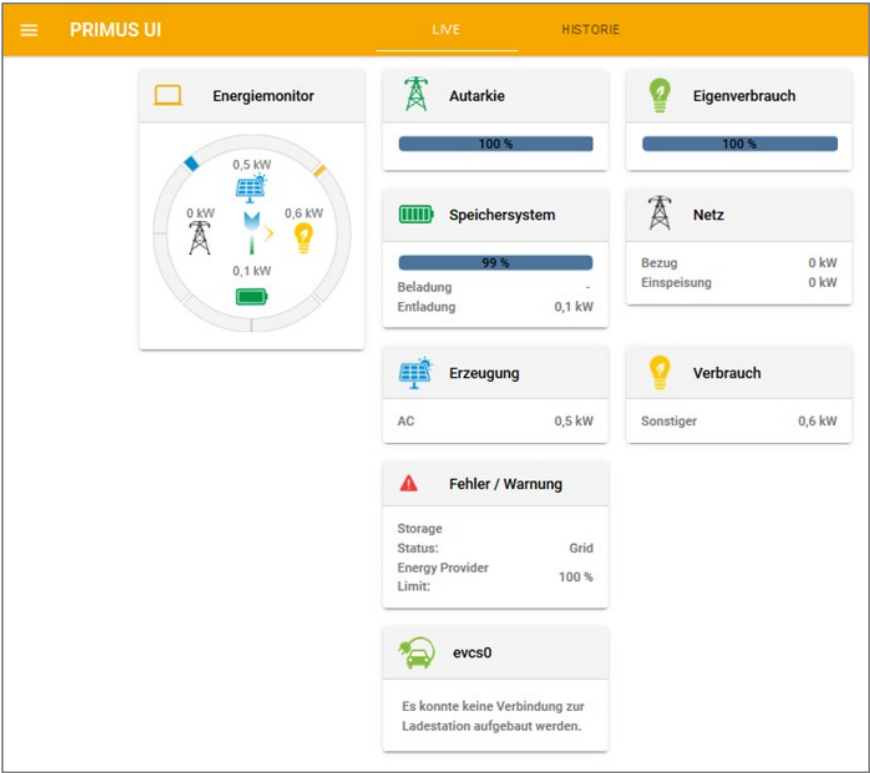 PRIMUS UI
LIVE
HISTORIE
Energiemonitor
0,5 kW
0 kW
0,6 kW
0,1 kW
Autarkie
100 %
Eigenverbrauch
100 %
Speichersystem
99 %
Beladung -
Entladung 0,1 kW
Netz
Bezug 0 kW
Einspeisung 0 kW
Erzeugung
AC 0,5 kW
Verbrauch
Sonstiger 0,6 kW
Fehler / Warnung
Storage
Status: Grid
Energy Provider
Limit: 100 %
evcs0
Es konnte keine Verbindung zur
Ladestation aufgebaut werden.